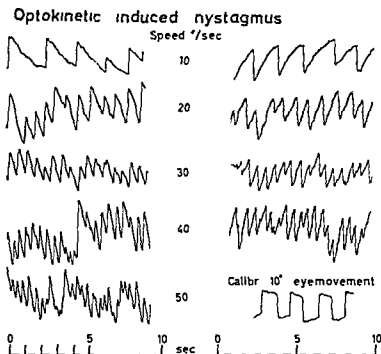 Optokinetic induced nystagmus
Speed °/sec
10
20
30
40
50
Calibr 10° eyemovement
0 5 sec 0 5 10